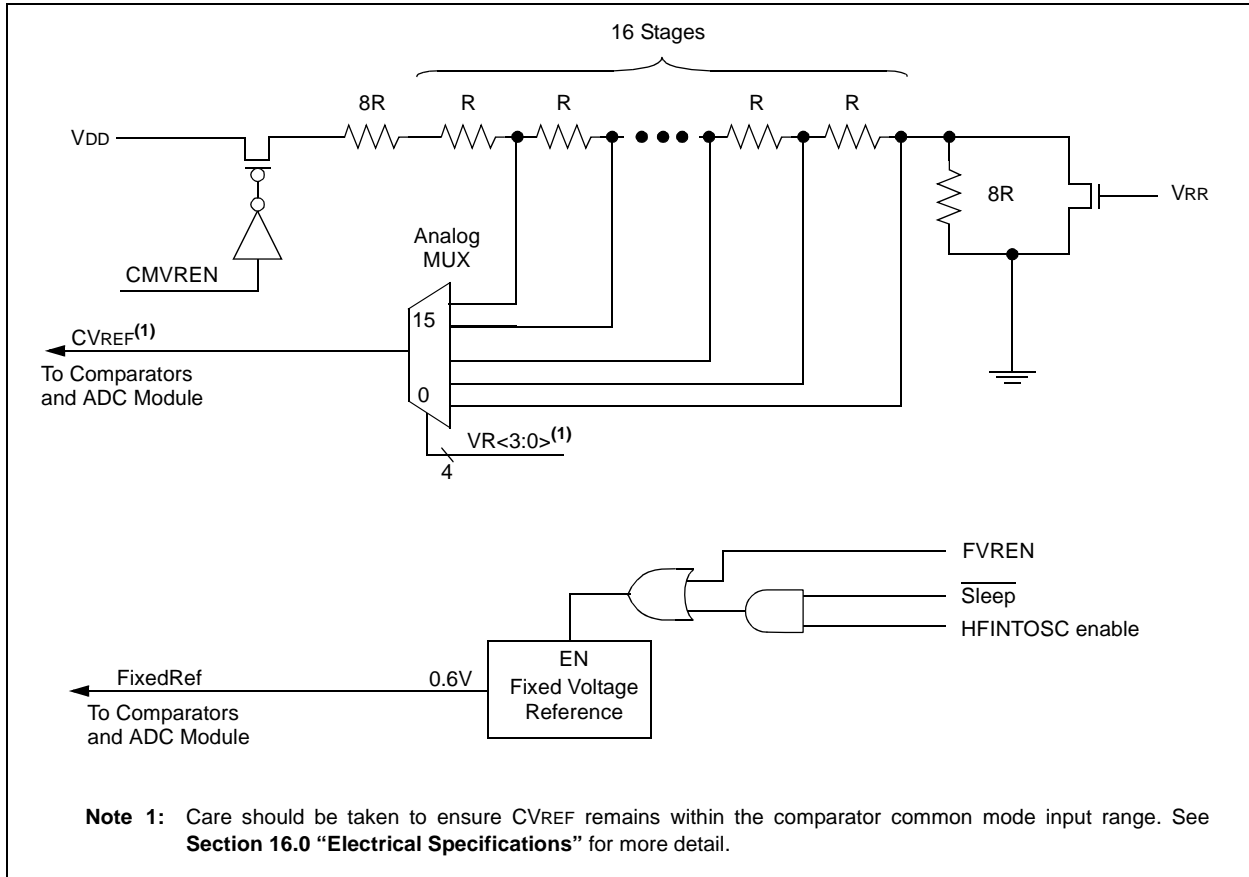 16 Stages
8R
R
R
R
R
VDD
8R
VRR
CMVREN
Analog
MUX
15
CVREF(1)
To Comparators
and ADC Module
0
VR<3:0>(1)
4
FVREN
Sleep
HFINTOSC enable
EN
FixedRef
0.6V
Fixed Voltage
Reference
To Comparators
and ADC Module
Note 1: Care should be taken to ensure CVREF remains within the comparator common mode input range. See
Section 16.0 “Electrical Specifications” for more detail.